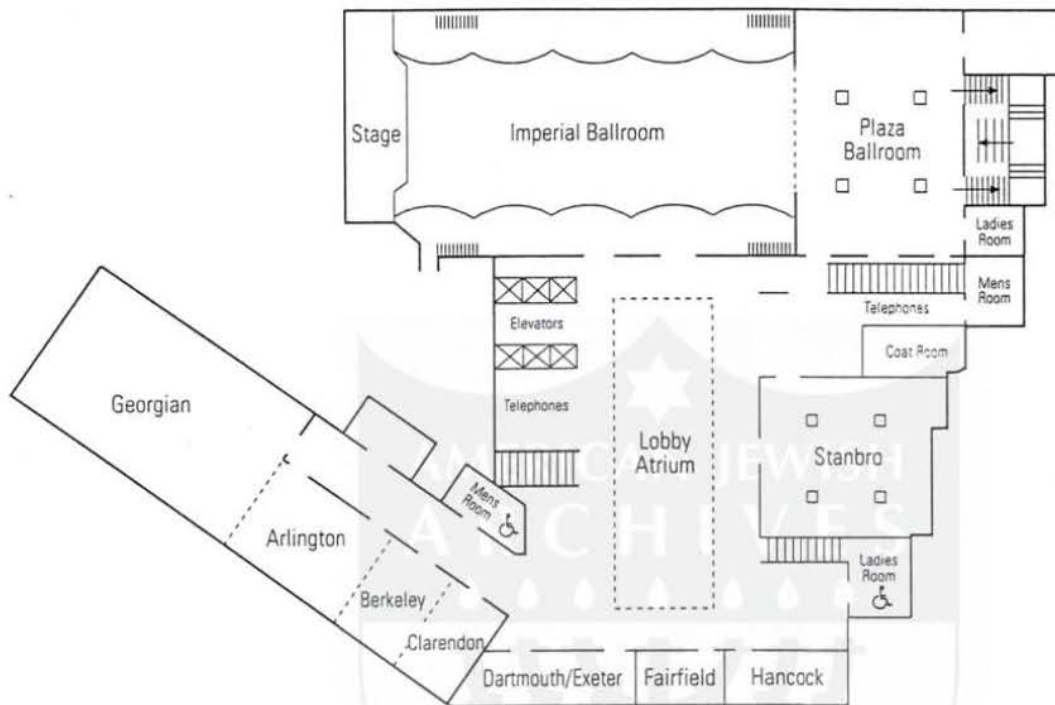 Stage
Imperial Ballroom
Plaza
Ballroom
Ladies
Room
Mens
Room
Telephones
Coat Room
Elevators
Telephones
Lobby
Atrium
Stanbro
Georgian
Arlington
Berkeley
Clarendon
Mens
Room
Ladies
Room
Dartmouth/Exeter
Fairfield
Hancock
AMERICAN JEWISH
ARCHIVES